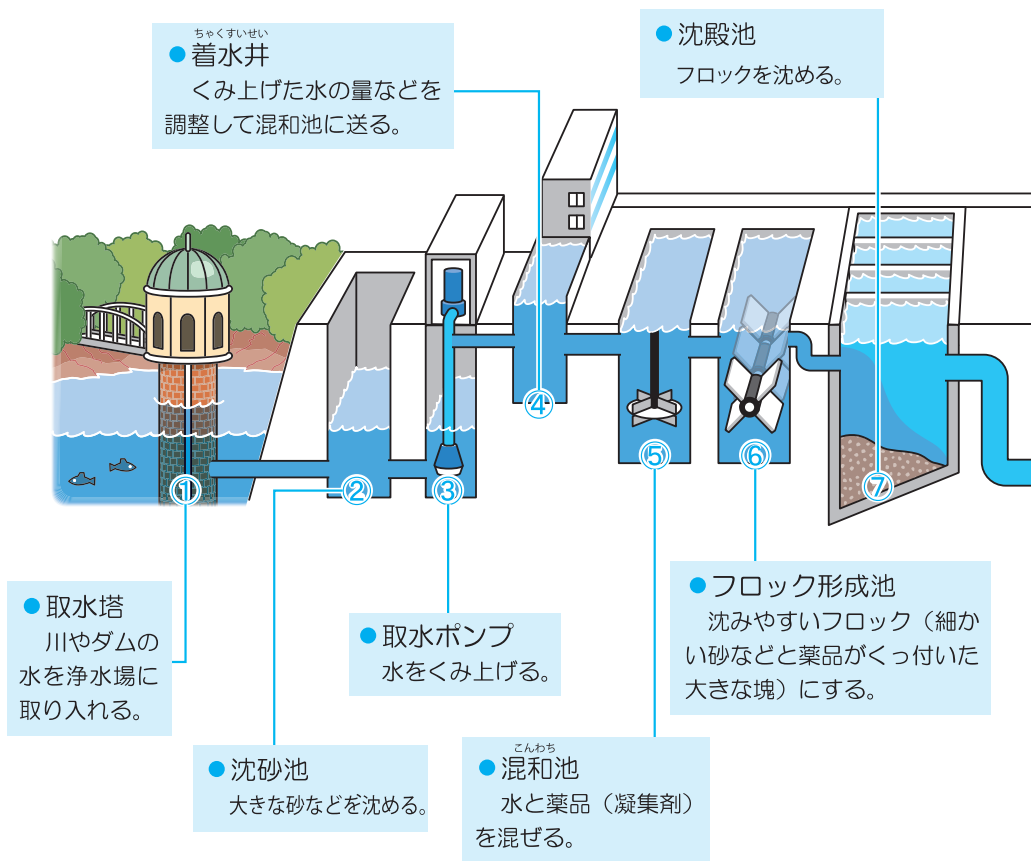 ちゃくすいせい
● 着水井
くみ上げた水の量などを
調整して混和池に送る。
● 沈殿池
フロックを沈める。
④
⑤
⑥
⑦
①
②
③
● 取水塔
川やダムの
水を浄水場に
取り入れる。
● 沈砂池
大きな砂などを沈める。
● 取水ポンプ
水をくみ上げる。
こんわち
● 混和池
水と薬品（凝集剤）
を混ぜる。
● フロック形成池
沈みやすいフロック（細か
い砂などと薬品がくっ付いた
大きな塊）にする。